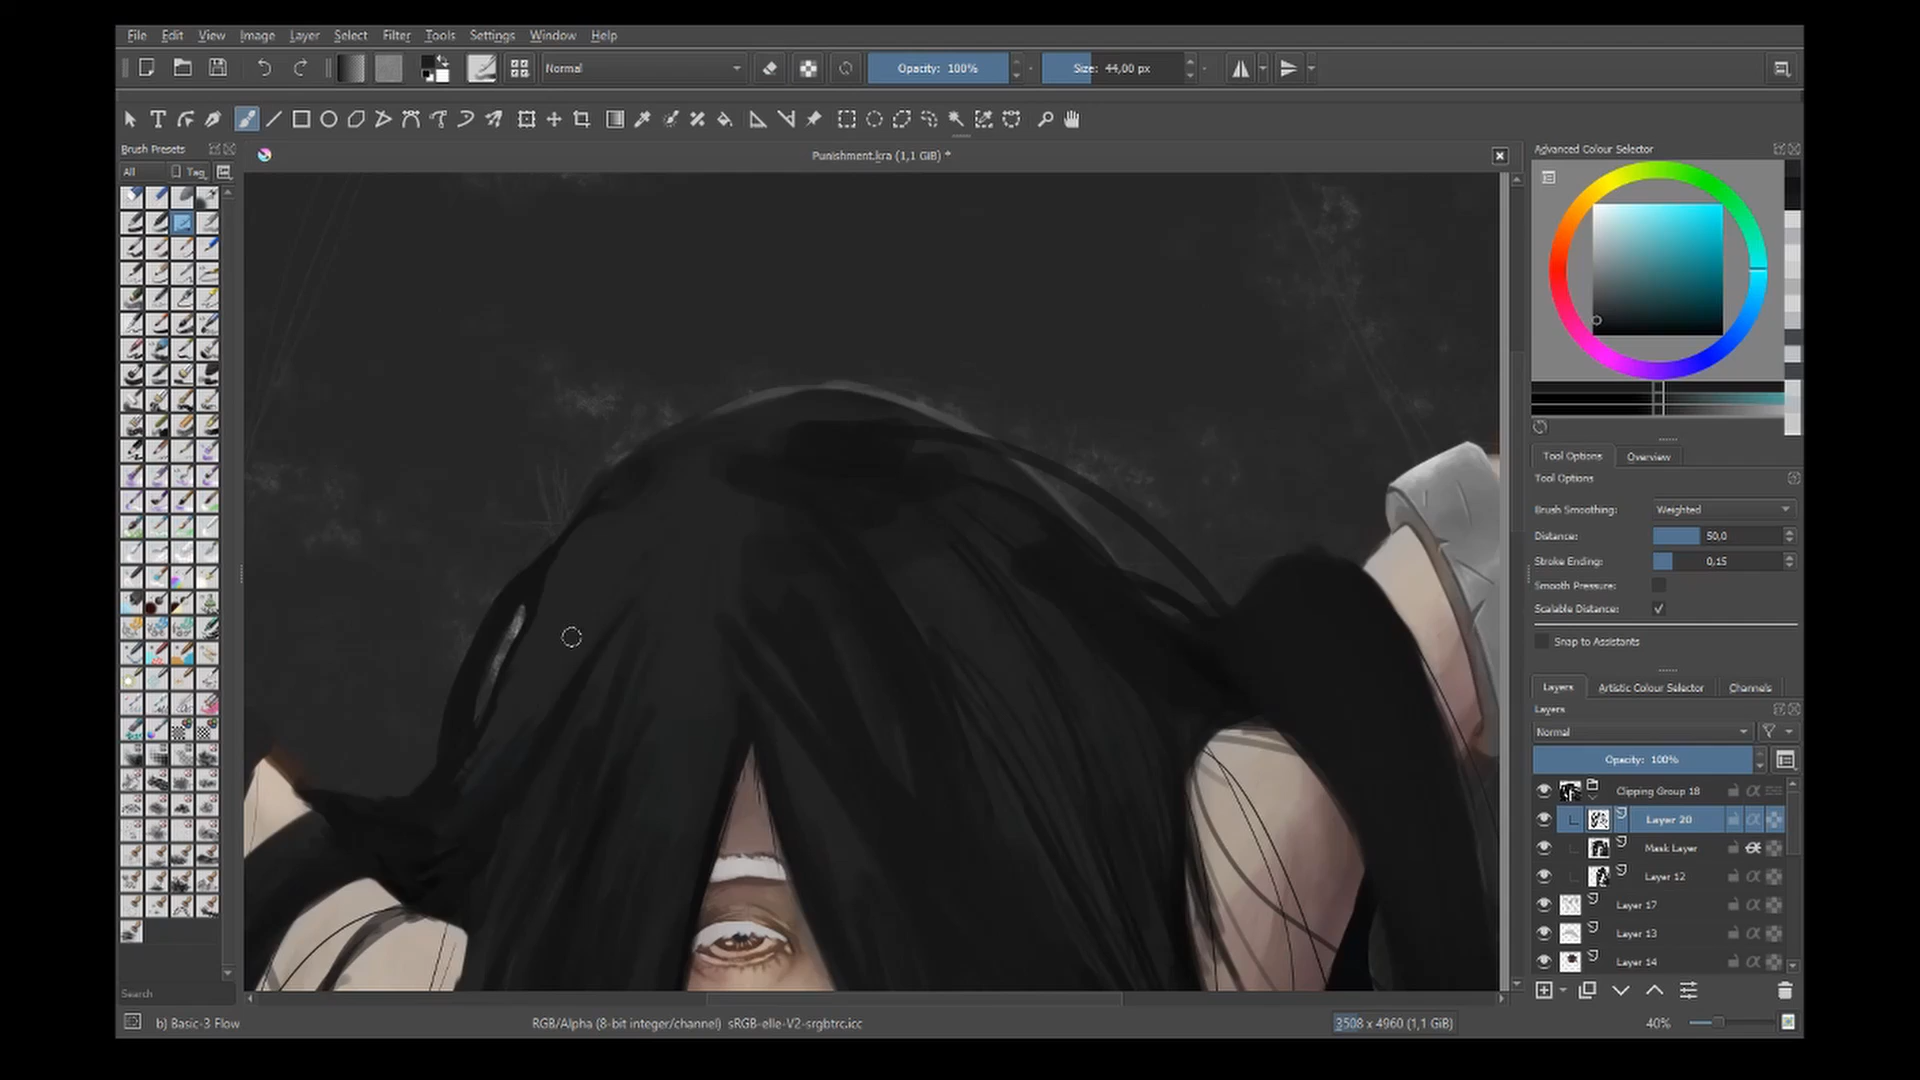 File Edit View Image Layer Select Filter Tools Settings Window Help
Normal Opacity: 100% Size: 44,00 px
Brush Presets
All Tag
Punishment.kra (1,1 GiB) *
Advanced Colour Selector
Tool Options Overview
Tool Options
Brush Smoothing: Weighted
Distance: 50,0
Stroke Ending: 0,15
Smooth Pressure:
Scalable Distance:
Snap to Assistants
Layers Artistic Colour Selector Channels
Layers
Normal
Opacity: 100%
Clipping Group 18
Layer 20
Mask Layer
Layer 12
Layer 17
Layer 13
Layer 14
Search
b) Basic-3 Flow RGB/Alpha (8-bit integer/channel) sRGB-elle-V2-srgbtrc.icc 3508 x 4960 (1,1 GiB) 40%